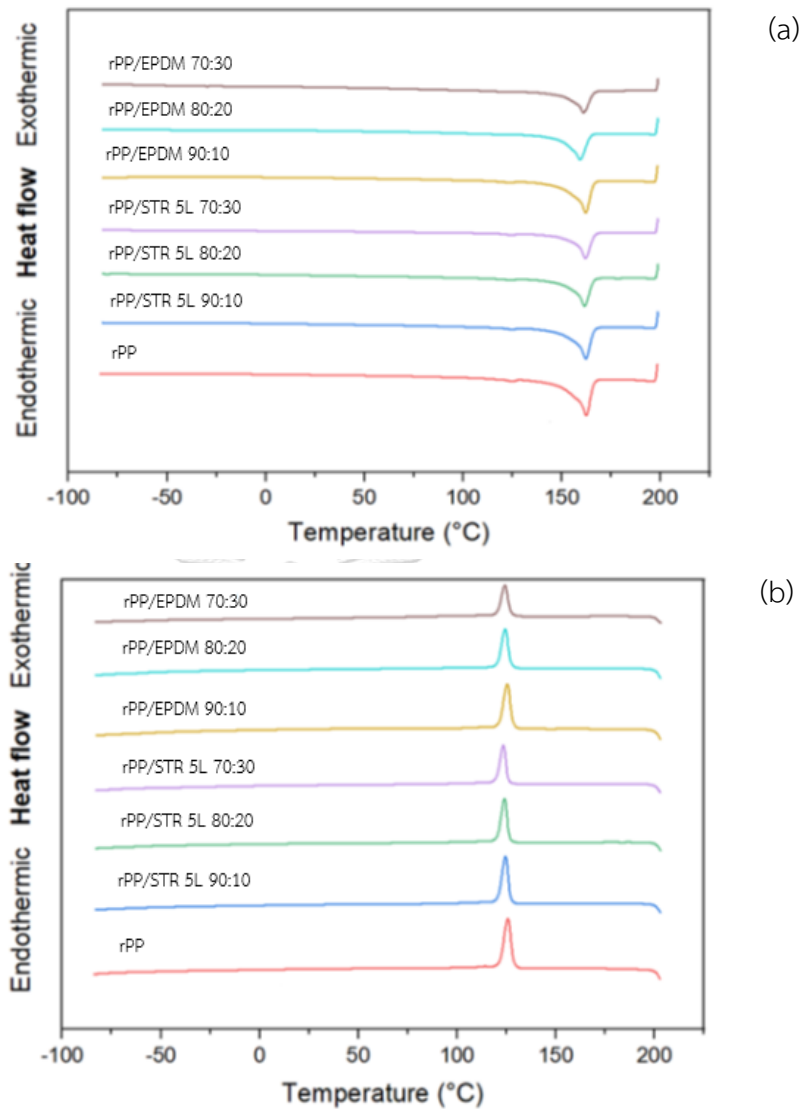 (a)
Endothermic Heat flow Exothermic
rPP/EPDM 70:30
rPP/EPDM 80:20
rPP/EPDM 90:10
rPP/STR 5L 70:30
rPP/STR 5L 80:20
rPP/STR 5L 90:10
rPP
-100 -50 0 50 100 150 200
Temperature (°C)
(b)
Endothermic Heat flow Exothermic
rPP/EPDM 70:30
rPP/EPDM 80:20
rPP/EPDM 90:10
rPP/STR 5L 70:30
rPP/STR 5L 80:20
rPP/STR 5L 90:10
rPP
-100 -50 0 50 100 150 200
Temperature (°C)